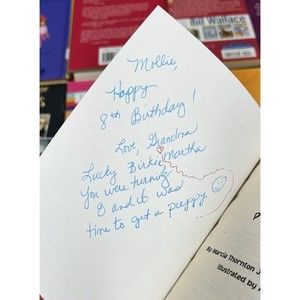 Bill Wallace
Mollie,
Happy
8th Birthday!
Love, Grandma
Martha
Lucky Birkie
You were turning
8 and it was
time to get a puppy
By Marcia Thornton J
Illustrated by